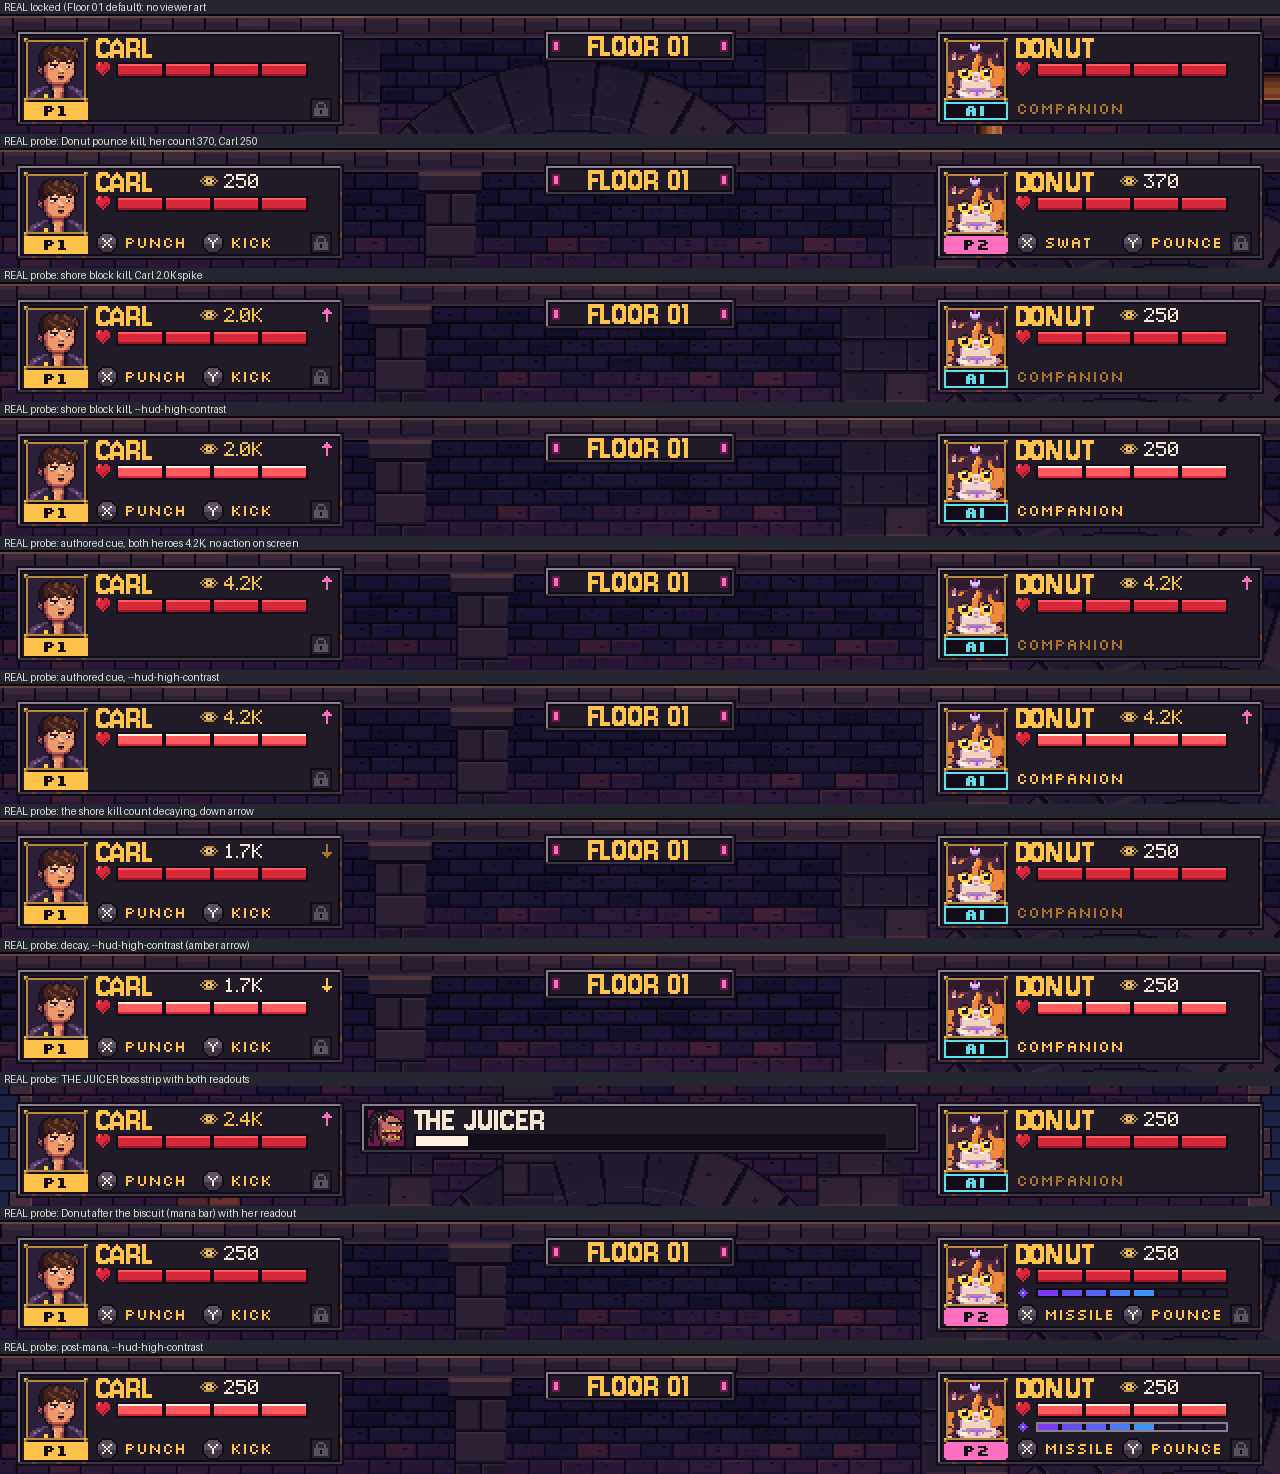 REAL locked (Floor 01 default): no viewer art
CARL FLOOR 01 DONUT
P1 AI COMPANION
REAL probe: Donut pounce kill, her count 370, Carl 250
CARL 250 FLOOR 01 DONUT 370
P1 X PUNCH Y KICK P2 X SWAT Y POUNCE
REAL probe: shore block kill, Carl 2.0K spike
CARL 2.0K FLOOR 01 DONUT 250
P1 X PUNCH Y KICK AI COMPANION
REAL probe: shore block kill, --hud-high-contrast
CARL 2.0K FLOOR 01 DONUT 250
P1 X PUNCH Y KICK AI COMPANION
REAL probe: authored cue, both heroes 4.2K, no action on screen
CARL 4.2K FLOOR 01 DONUT 4.2K
P1 AI COMPANION
REAL probe: authored cue, --hud-high-contrast
CARL 4.2K FLOOR 01 DONUT 4.2K
P1 AI COMPANION
REAL probe: the shore kill count decaying, down arrow
CARL 1.7K FLOOR 01 DONUT 250
P1 X PUNCH Y KICK AI COMPANION
REAL probe: decay, --hud-high-contrast (amber arrow)
CARL 1.7K FLOOR 01 DONUT 250
P1 X PUNCH Y KICK AI COMPANION
REAL probe: THE JUICER boss strip with both readouts
CARL 2.4K THE JUICER DONUT 250
P1 X PUNCH Y KICK AI COMPANION
REAL probe: Donut after the biscuit (mana bar) with her readout
CARL 250 FLOOR 01 DONUT 250
P1 X PUNCH Y KICK P2 X MISSILE Y POUNCE
REAL probe: post-mana, --hud-high-contrast
CARL 250 FLOOR 01 DONUT 250
P1 X PUNCH Y KICK P2 X MISSILE Y POUNCE